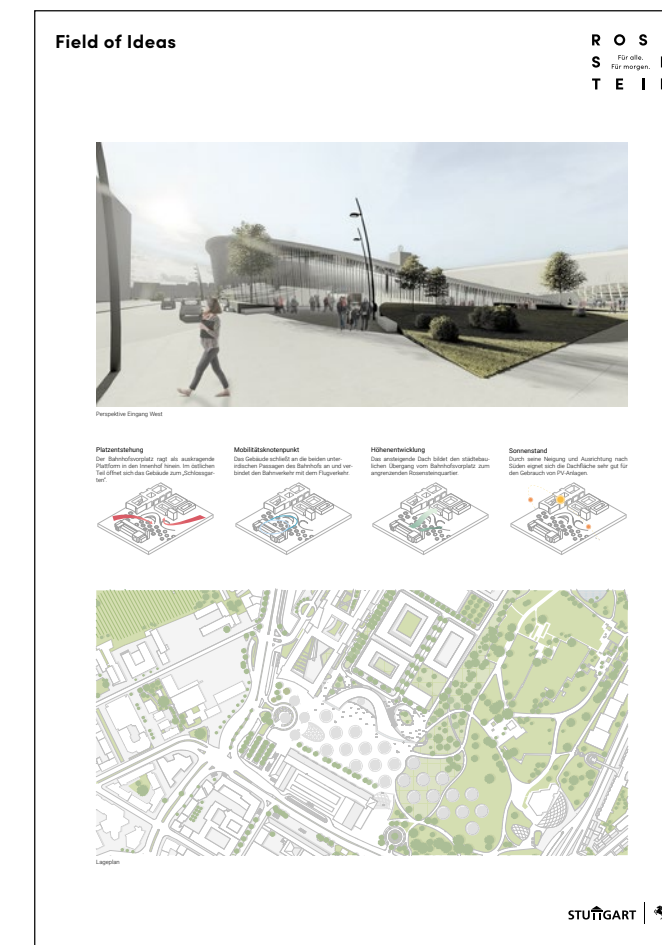 Field of Ideas
R O S
S Für alle.
Für morgen.
T E I
Perspektive Eingang West
Platzentstehung
Der Bahnhofsvorplatz ragt als auskragende
Plattform in den Innenhof hinein. Im östlichen
Teil öffnet sich das Gebäude zum „Schlossgar-
ten“.
Mobilitätsknotenpunkt
Das Gebäude schließt an die beiden unter-
irdischen Passagen des Bahnhofs an und ver-
bindet den Bahnverkehr mit dem Flugverkehr
Höhenentwicklung
Das ansteigende Dach bildet den städtebau-
lichen Übergang vom Bahnhofsvorplatz zum
angrenzenden Rosensteinquartier.
Sonnenstand
Durch seine Neigung und Ausrichtung nach
Süden eignet sich die Dachfläche sehr gut für
den Gebrauch von PV-Anlagen.
Lageplan
STUTTGART